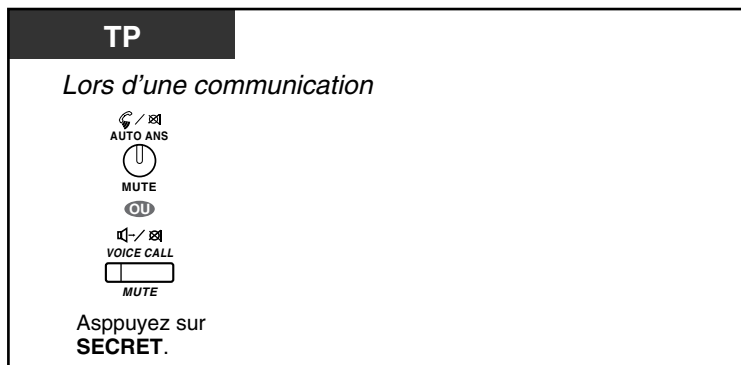 TP
Lors d'une communication
AUTO ANS
MUTE
OU
VOICE CALL
MUTE
Asppuyez sur
SECRET.